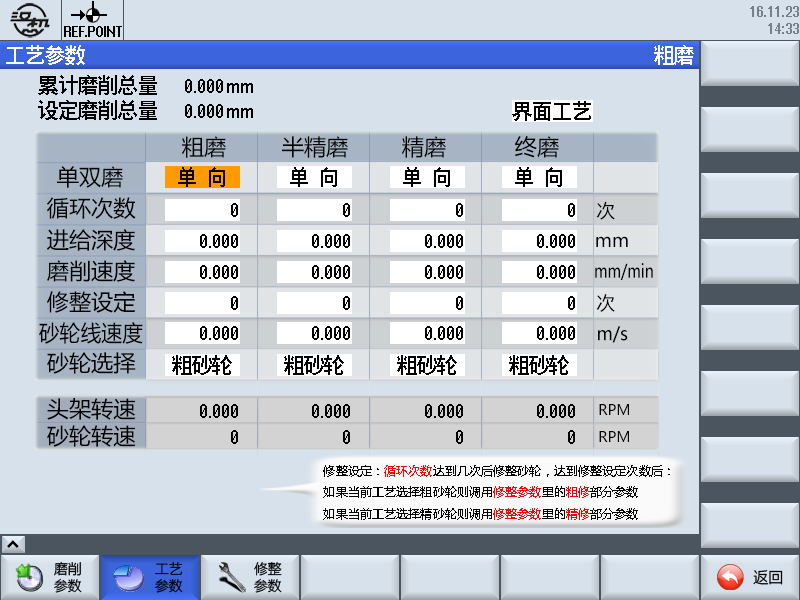 汉机
REF.POINT
16.11.23
14:33
工艺参数 粗磨
累计磨削总量 0.000mm
设定磨削总量 0.000mm
界面工艺
粗磨 半精磨 精磨 终磨
单双磨 单 向 单 向 单 向 单 向
循环次数 0 0 0 0 次
进给深度 0.000 0.000 0.000 0.000 mm
磨削速度 0.000 0.000 0.000 0.000 mm/min
修整设定 0 0 0 0 次
砂轮线速度 0.000 0.000 0.000 0.000 m/s
砂轮选择 粗砂轮 粗砂轮 粗砂轮 粗砂轮
头架转速 0.000 0.000 0.000 0.000 RPM
砂轮转速 0 0 0 0 RPM
修整设定：循环次数达到几次后修整砂轮，达到修整设定次数后：
如果当前工艺选择粗砂轮则调用修整参数里的粗修部分参数
如果当前工艺选择精砂轮则调用修整参数里的精修部分参数
磨削参数
工艺参数
修整参数
返回